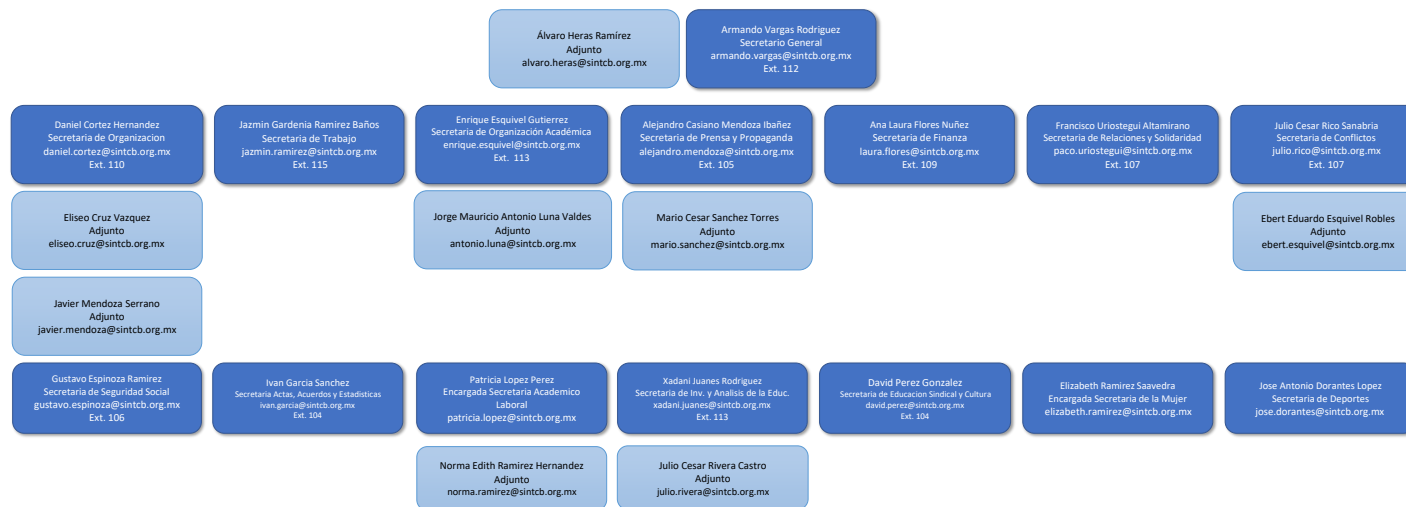 Álvaro Heras Ramírez
Adjunto
alvaro.heras@sintcb.org.mx
Armando Vargas Rodriguez
Secretario General
armando.vargas@sintcb.org.mx
Ext. 112
Daniel Cortez Hernandez
Secretaria de Organizacion
daniel.cortez@sintcb.org.mx
Ext. 110
Jazmin Gardenia Ramirez Baños
Secretaria de Trabajo
jazmin.ramirez@sintcb.org.mx
Ext. 115
Enrique Esquivel Gutierrez
Secretaria de Organización Académica
enrique.esquivel@sintcb.org.mx
Ext. 113
Alejandro Casiano Mendoza Ibañez
Secretaria de Prensa y Propaganda
alejandro.mendoza@sintcb.org.mx
Ext. 105
Ana Laura Flores Nuñez
Secretaria de Finanza
laura.flores@sintcb.org.mx
Ext. 109
Francisco Uriostegui Altamirano
Secretaria de Relaciones y Solidaridad
paco.uriostegui@sintcb.org.mx
Ext. 107
Julio Cesar Rico Sanabria
Secretaria de Conflictos
julio.rico@sintcb.org.mx
Ext. 107
Eliseo Cruz Vazquez
Adjunto
eliseo.cruz@sintcb.org.mx
Jorge Mauricio Antonio Luna Valdes
Adjunto
antonio.luna@sintcb.org.mx
Mario Cesar Sanchez Torres
Adjunto
mario.sanchez@sintcb.org.mx
Ebert Eduardo Esquivel Robles
Adjunto
ebert.esquivel@sintcb.org.mx
Javier Mendoza Serrano
Adjunto
javier.mendoza@sintcb.org.mx
Gustavo Espinoza Ramirez
Secretaria de Seguridad Social
gustavo.espinoza@sintcb.org.mx
Ext. 106
Ivan Garcia Sanchez
Secretaria Actas, Acuerdos y Estadisticas
ivan.garcia@sintcb.org.mx
Ext. 104
Patricia Lopez Perez
Encargada Secretaria Academico
Laboral
patricia.lopez@sintcb.org.mx
Xadani Juanes Rodriguez
Secretaria de Inv. y Analisis de la Educ.
xadani.juanes@sintcb.org.mx
Ext. 113
David Perez Gonzalez
Secretaria de Educacion Sindical y Cultura
david.perez@sintcb.org.mx
Ext. 104
Elizabeth Ramirez Saavedra
Encargada Secretaria de la Mujer
elizabeth.ramirez@sintcb.org.mx
Jose Antonio Dorantes Lopez
Secretaria de Deportes
jose.dorantes@sintcb.org.mx
Norma Edith Ramirez Hernandez
Adjunto
norma.ramirez@sintcb.org.mx
Julio Cesar Rivera Castro
Adjunto
julio.rivera@sintcb.org.mx